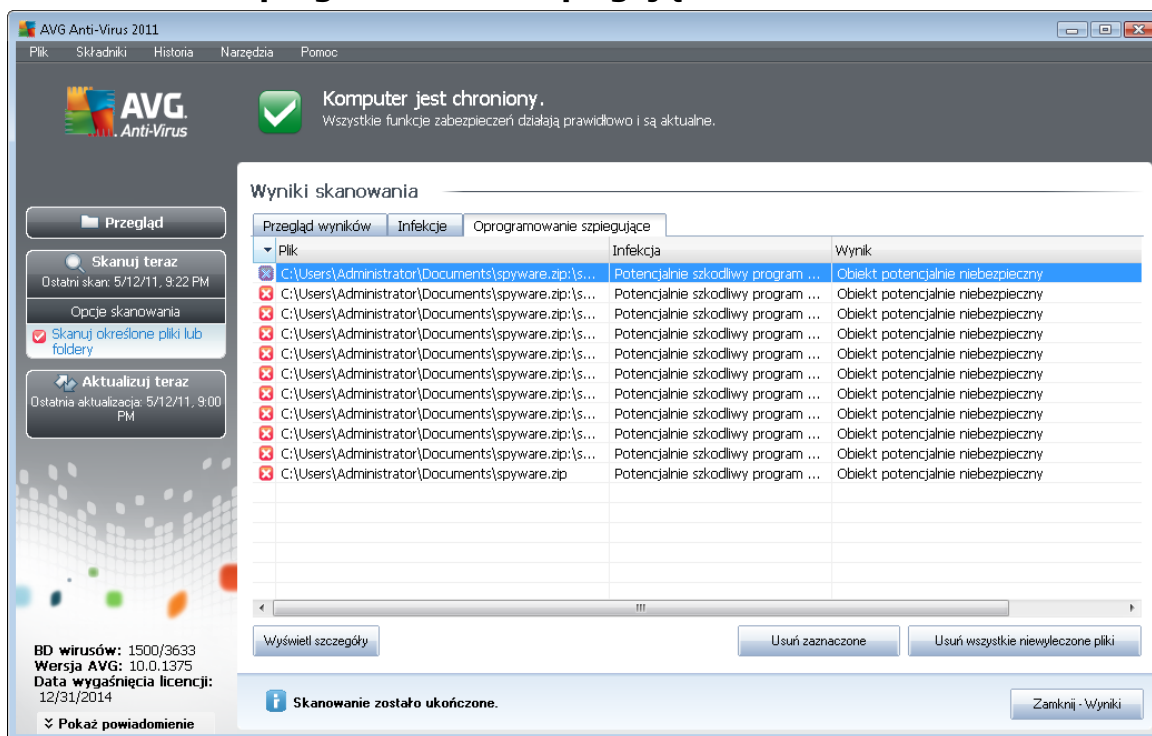 AVG Anti-Virus 2011
Plik Składniki Historia Narzędzia Pomoc
AVG.
Anti-Virus
Komputer jest chroniony.
Wszystkie funkcje zabezpieczeń działają prawidłowo i są aktualne.
Przegląd
Skanuj teraz
Ostatni skan: 5/12/11, 9:22 PM
Opcje skanowania
Skanuj określone pliki lub
foldery
Aktualizuj teraz
Ostatnia aktualizacja: 5/12/11, 9:00
PM
BD wirusów: 1500/3633
Wersja AVG: 10.0.1375
Data wygaśnięcia licencji:
12/31/2014
Pokaż powiadomienie
Wyniki skanowania
Przegląd wyników Infekcje Oprogramowanie szpiegujące
Plik Infekcja Wynik
C:\Users\Administrator\Documents\spyware.zip:\s... Potencjalnie szkodliwy program ... Obiekt potencjalnie niebezpieczny
C:\Users\Administrator\Documents\spyware.zip:\s... Potencjalnie szkodliwy program ... Obiekt potencjalnie niebezpieczny
C:\Users\Administrator\Documents\spyware.zip:\s... Potencjalnie szkodliwy program ... Obiekt potencjalnie niebezpieczny
C:\Users\Administrator\Documents\spyware.zip:\s... Potencjalnie szkodliwy program ... Obiekt potencjalnie niebezpieczny
C:\Users\Administrator\Documents\spyware.zip:\s... Potencjalnie szkodliwy program ... Obiekt potencjalnie niebezpieczny
C:\Users\Administrator\Documents\spyware.zip:\s... Potencjalnie szkodliwy program ... Obiekt potencjalnie niebezpieczny
C:\Users\Administrator\Documents\spyware.zip:\s... Potencjalnie szkodliwy program ... Obiekt potencjalnie niebezpieczny
C:\Users\Administrator\Documents\spyware.zip:\s... Potencjalnie szkodliwy program ... Obiekt potencjalnie niebezpieczny
C:\Users\Administrator\Documents\spyware.zip:\s... Potencjalnie szkodliwy program ... Obiekt potencjalnie niebezpieczny
C:\Users\Administrator\Documents\spyware.zip:\s... Potencjalnie szkodliwy program ... Obiekt potencjalnie niebezpieczny
C:\Users\Administrator\Documents\spyware.zip Potencjalnie szkodliwy program ... Obiekt potencjalnie niebezpieczny
Wyświetl szczegóły Usuń zaznaczone Usuń wszystkie niewyleczone pliki
Skanowanie zostało ukończone.
Zamknij - Wyniki